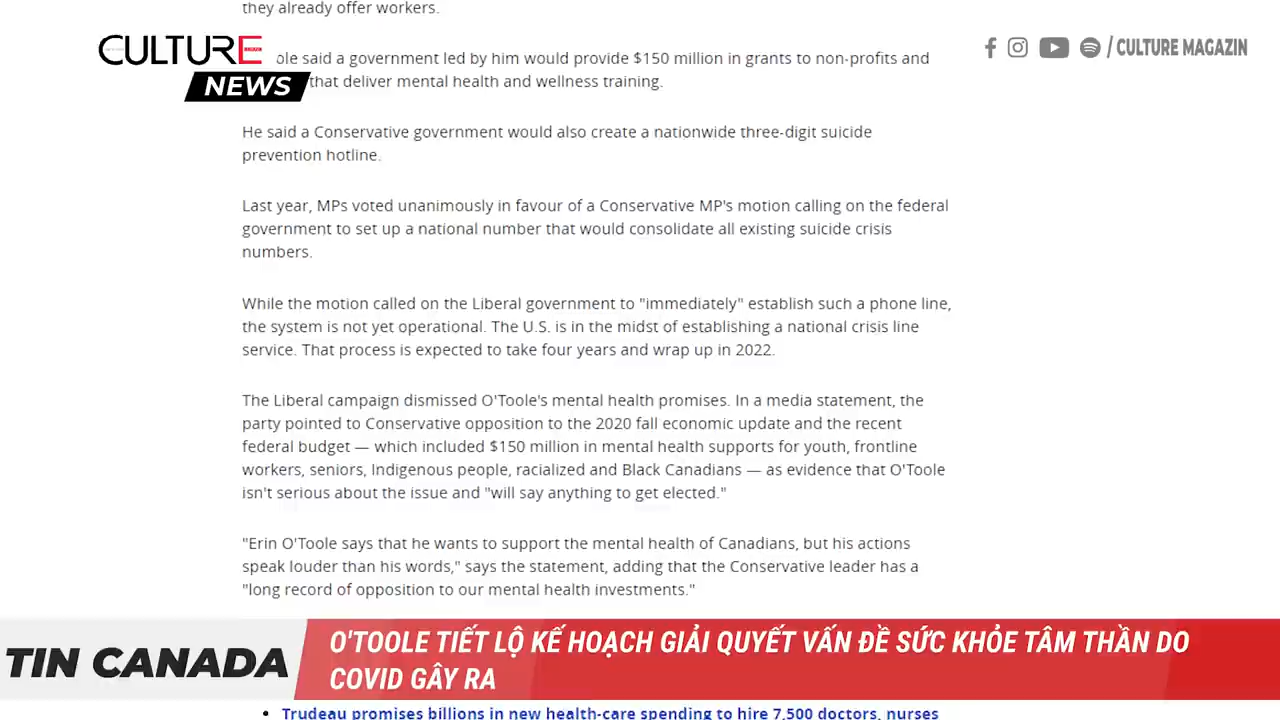 they already offer workers.
CULTURE
NEWS
/ CULTURE MAGAZIN
ole said a government led by him would provide $150 million in grants to non-profits and
that deliver mental health and wellness training.
He said a Conservative government would also create a nationwide three-digit suicide
prevention hotline.
Last year, MPs voted unanimously in favour of a Conservative MP's motion calling on the federal
government to set up a national number that would consolidate all existing suicide crisis
numbers.
While the motion called on the Liberal government to "immediately" establish such a phone line,
the system is not yet operational. The U.S. is in the midst of establishing a national crisis line
service. That process is expected to take four years and wrap up in 2022.
The Liberal campaign dismissed O'Toole's mental health promises. In a media statement, the
party pointed to Conservative opposition to the 2020 fall economic update and the recent
federal budget — which included $150 million in mental health supports for youth, frontline
workers, seniors, Indigenous people, racialized and Black Canadians — as evidence that O'Toole
isn't serious about the issue and "will say anything to get elected."
"Erin O'Toole says that he wants to support the mental health of Canadians, but his actions
speak louder than his words," says the statement, adding that the Conservative leader has a
"long record of opposition to our mental health investments."
TIN CANADA
O'TOOLE TIẾT LỘ KẾ HOẠCH GIẢI QUYẾT VẤN ĐỀ SỨC KHỎE TÂM THẦN DO
COVID GÂY RA
• Trudeau promises billions in new health-care spending to hire 7,500 doctors, nurses